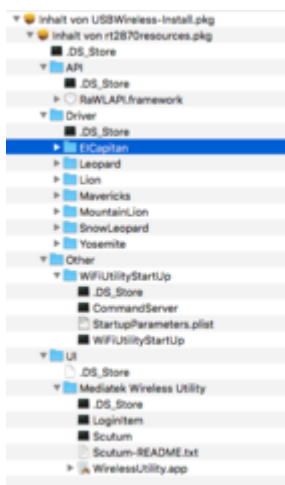 Inhalt von USBWireless-Install.pkg
Inhalt von rt2870resources.pkg
.DS_Store
API
.DS_Store
RaWLAPI.framework
Driver
.DS_Store
ElCapitan
Leopard
Lion
Mavericks
MountainLion
SnowLeopard
Yosemite
Other
WiFiUtilityStartUp
.DS_Store
CommandServer
StartupParameters.plist
WiFiUtilityStartUp
UI
.DS_Store
Mediatek Wireless Utility
.DS_Store
LoginItem
Scutum
Scutum-README.txt
WirelessUtility.app